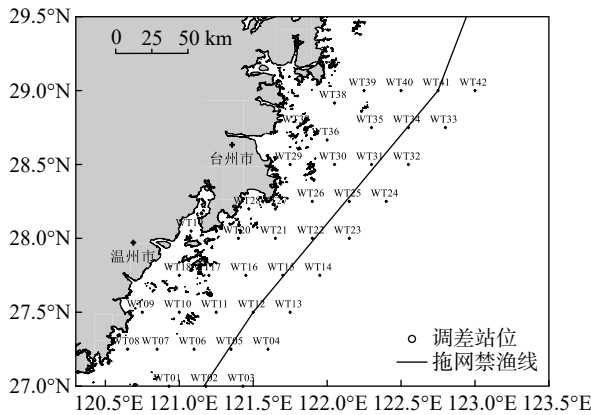 29.5°N
0 25 50 km
WT39 WT40 WT41 WT42
29.0°N
WT38
WT35 WT34 WT33
WT36
台州市
28.5°N
WT29 WT30 WT31 WT32
WT26 WT25 WT24
WT28
WT20 WT21 WT22 WT23
28.0°N
温州市
WT18 WT17 WT16 WT15 WT14
WT09 WT10 WT11 WT12 WT13
27.5°N
WT08 WT07 WT06 WT05 WT04
调差站位
拖网禁渔线
WT01 WT02 WT03
27.0°N
120.5°E 121.0°E 121.5°E 122.0°E 122.5°E 123.0°E 123.5°E